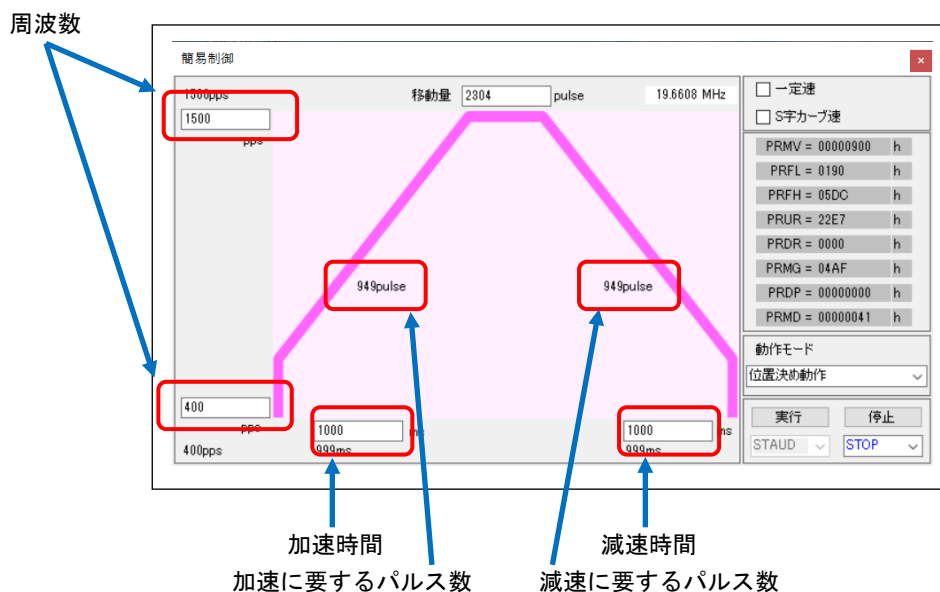 周波数
簡易制御
×
1500pps
1500
pps
移動量 2304 pulse
19.6608 MHz
一定速
S字カーブ速
PRMV = 00000900 h
PRFL = 0190 h
PRFH = 05DC h
PRUR = 22E7 h
PRDR = 0000 h
PRMG = 04AF h
PRDP = 00000000 h
PRMD = 00000041 h
949pulse
949pulse
動作モード
位置決め動作
400
pps
400pps
1000 ms
999ms
1000 ms
999ms
実行 停止
STAUD STOP
加速時間
減速時間
加速に要するパルス数
減速に要するパルス数